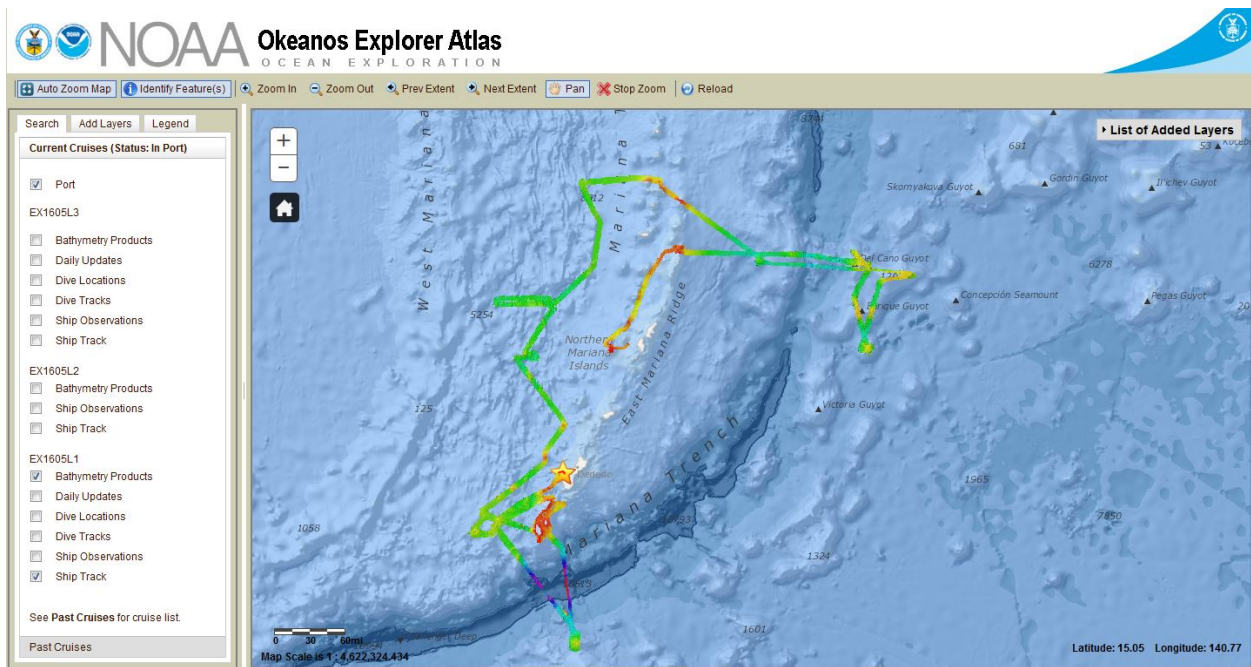 NOAA Okeanos Explorer Atlas
OCEAN EXPLORATION
Auto Zoom Map Identify Feature(s) Zoom In Zoom Out Prev Extent Next Extent Pan Stop Zoom Reload
Search Add Layers Legend
Current Cruises (Status: In Port)
Port
EX1605L3
Bathymetry Products
Daily Updates
Dive Locations
Dive Tracks
Ship Observations
Ship Track
EX1605L2
Bathymetry Products
Ship Observations
Ship Track
EX1605L1
Bathymetry Products
Daily Updates
Dive Locations
Dive Tracks
Ship Observations
Ship Track
See Past Cruises for cruise list.
Past Cruises
+
−
List of Added Layers
West Mariana
Mariana
681
53
Gordin Guyot
Skornyakova Guyot
Il'ichev Guyot
Del Cano Guyot
6278
Concepción Seamount
Pegas Guyot
20
5254
Northern
Mariana
Islands
East Mariana Ridge
125
Victoria Guyot
Mariana Trench
1965
7850
1058
1324
1601
0 30 60mi
Map Scale is 1 : 4,622,324.434
Latitude: 15.05 Longitude: 140.77